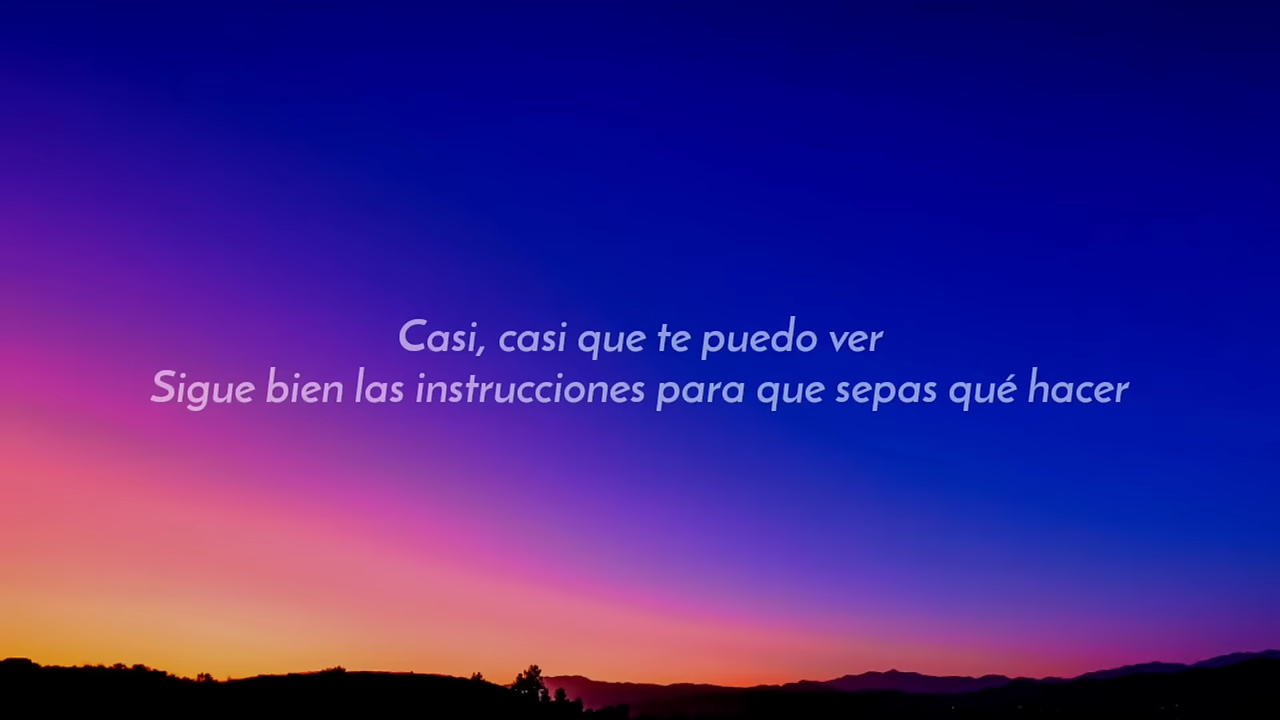 Casi, casi que te puedo ver
Sigue bien las instrucciones para que sepas qué hacer